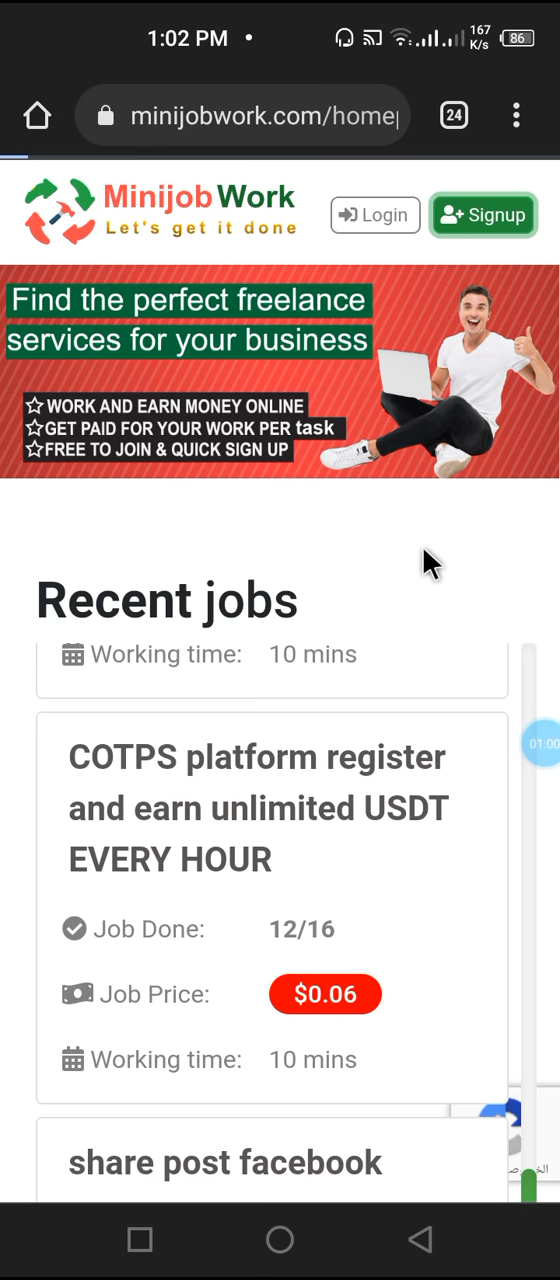 1:02 PM
167
K/s
86
minijobwork.com/home
24
Minijob Work
Let's get it done
Login
Signup
Find the perfect freelance
services for your business
WORK AND EARN MONEY ONLINE
GET PAID FOR YOUR WORK PER task
FREE TO JOIN & QUICK SIGN UP
Recent jobs
Working time: 10 mins
COTPS platform register
and earn unlimited USDT
EVERY HOUR
Job Done: 12/16
Job Price: $0.06
Working time: 10 mins
01:00
share post facebook